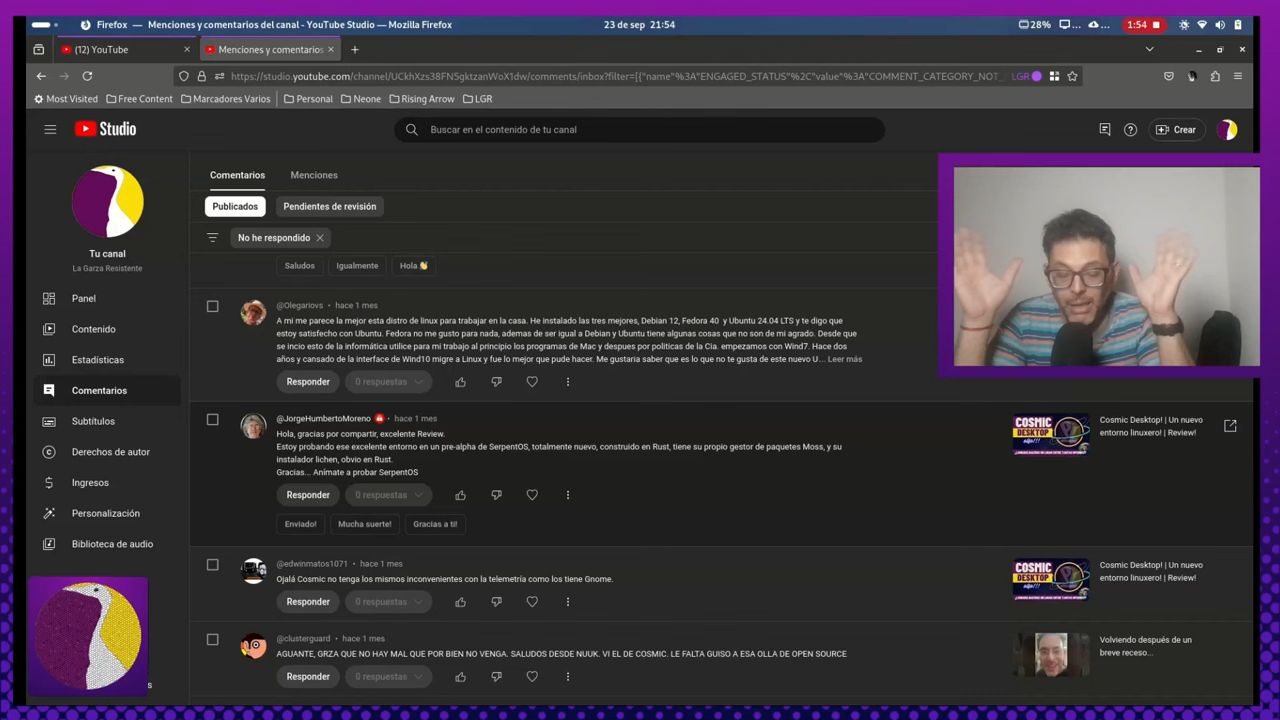 Firefox — Menciones y comentarios del canal - YouTube Studio — Mozilla Firefox
23 de sep 21:54
28%
1:54
(12) YouTube
Menciones y comentarios
https://studio.youtube.com/channel/UCkhXzs38FN5gktzanWoX1dw/comments/inbox?filter=[{"name"%3A"ENGAGED_STATUS"%2C"value"%3A"COMMENT_CATEGORY_NOT_
LGR
Most Visited
Free Content
Marcadores Varios
Personal
Neone
Rising Arrow
LGR
Studio
Buscar en el contenido de tu canal
Crear
Tu canal
La Garza Resistente
Panel
Contenido
Estadísticas
Comentarios
Subtítulos
Derechos de autor
Ingresos
Personalización
Biblioteca de audio
Comentarios
Menciones
Publicados
Pendientes de revisión
No he respondido
Saludos
Igualmente
Hola 👋
@Olegariovs • hace 1 mes
A mi me parece la mejor esta distro de linux para trabajar en la casa. He instalado las tres mejores, Debian 12, Fedora 40 y Ubuntu 24.04 LTS y te digo que
estoy satisfecho con Ubuntu. Fedora no me gusto para nada, ademas de ser igual a Debian y Ubuntu tiene algunas cosas que no son de mi agrado. Desde que
se incio esto de la informática utilice para mi trabajo al principio los programas de Mac y despues por politicas de la Cia. empezamos con Wind7. Hace dos
años y cansado de la interface de Wind10 migre a Linux y fue lo mejor que pude hacer. Me gustaria saber que es lo que no te gusta de este nuevo U... Leer más
Responder
0 respuestas
@JorgeHumbertoMoreno • hace 1 mes
Hola, gracias por compartir, excelente Review.
Estoy probando ese excelente entorno en un pre-alpha de SerpentOS, totalmente nuevo, construido en Rust, tiene su propio gestor de paquetes Moss, y su
instalador lichen, obvio en Rust.
Gracias... Anímate a probar SerpentOS
Responder
0 respuestas
Enviado!
Mucha suerte!
Gracias a ti!
COSMIC
DESKTOP
Cosmic Desktop! | Un nuevo
entorno linuxero! | Review!
@edwinmatos1071 • hace 1 mes
Ojalá Cosmic no tenga los mismos inconvenientes con la telemetría como los tiene Gnome.
Responder
0 respuestas
COSMIC
DESKTOP
Cosmic Desktop! | Un nuevo
entorno linuxero! | Review!
@clusterguard • hace 1 mes
AGUANTE, GRZA QUE NO HAY MAL QUE POR BIEN NO VENGA. SALUDOS DESDE NUUK. VI EL DE COSMIC. LE FALTA GUISO A ESA OLLA DE OPEN SOURCE
Responder
0 respuestas
Volviendo después de un
breve receso...